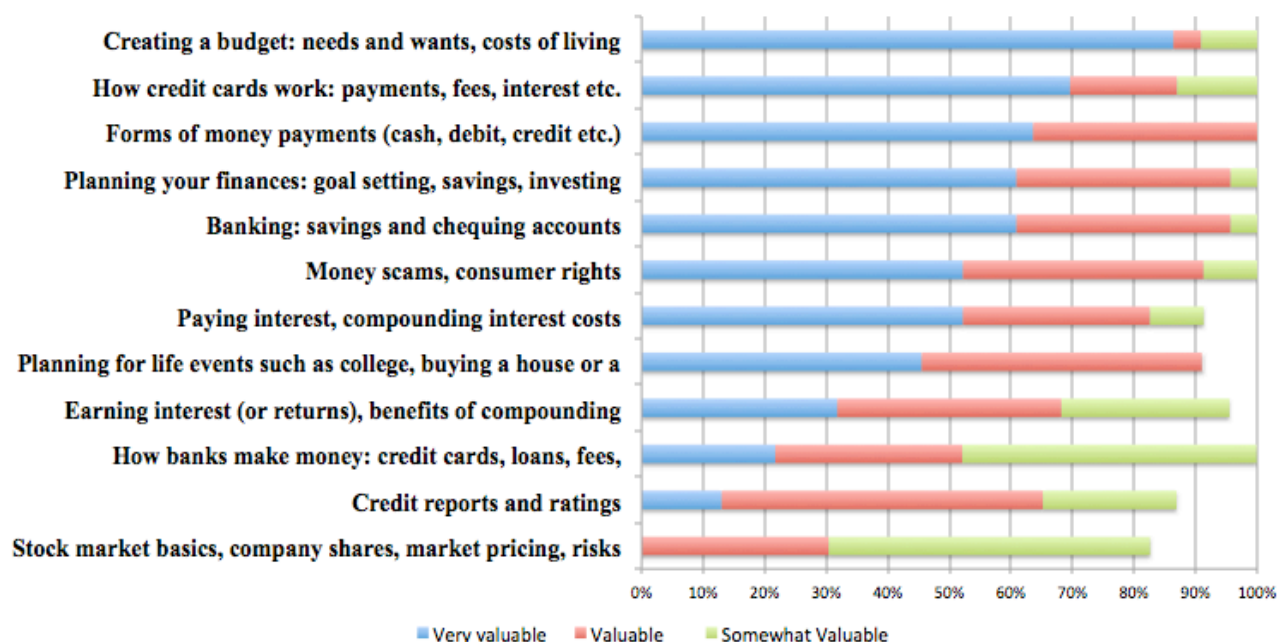 Creating a budget: needs and wants, costs of living
How credit cards work: payments, fees, interest etc.
Forms of money payments (cash, debit, credit etc.)
Planning your finances: goal setting, savings, investing
Banking: savings and chequing accounts
Money scams, consumer rights
Paying interest, compounding interest costs
Planning for life events such as college, buying a house or a
Earning interest (or returns), benefits of compounding
How banks make money: credit cards, loans, fees,
Credit reports and ratings
Stock market basics, company shares, market pricing, risks
0% 10% 20% 30% 40% 50% 60% 70% 80% 90% 100%
Very valuable Valuable Somewhat Valuable